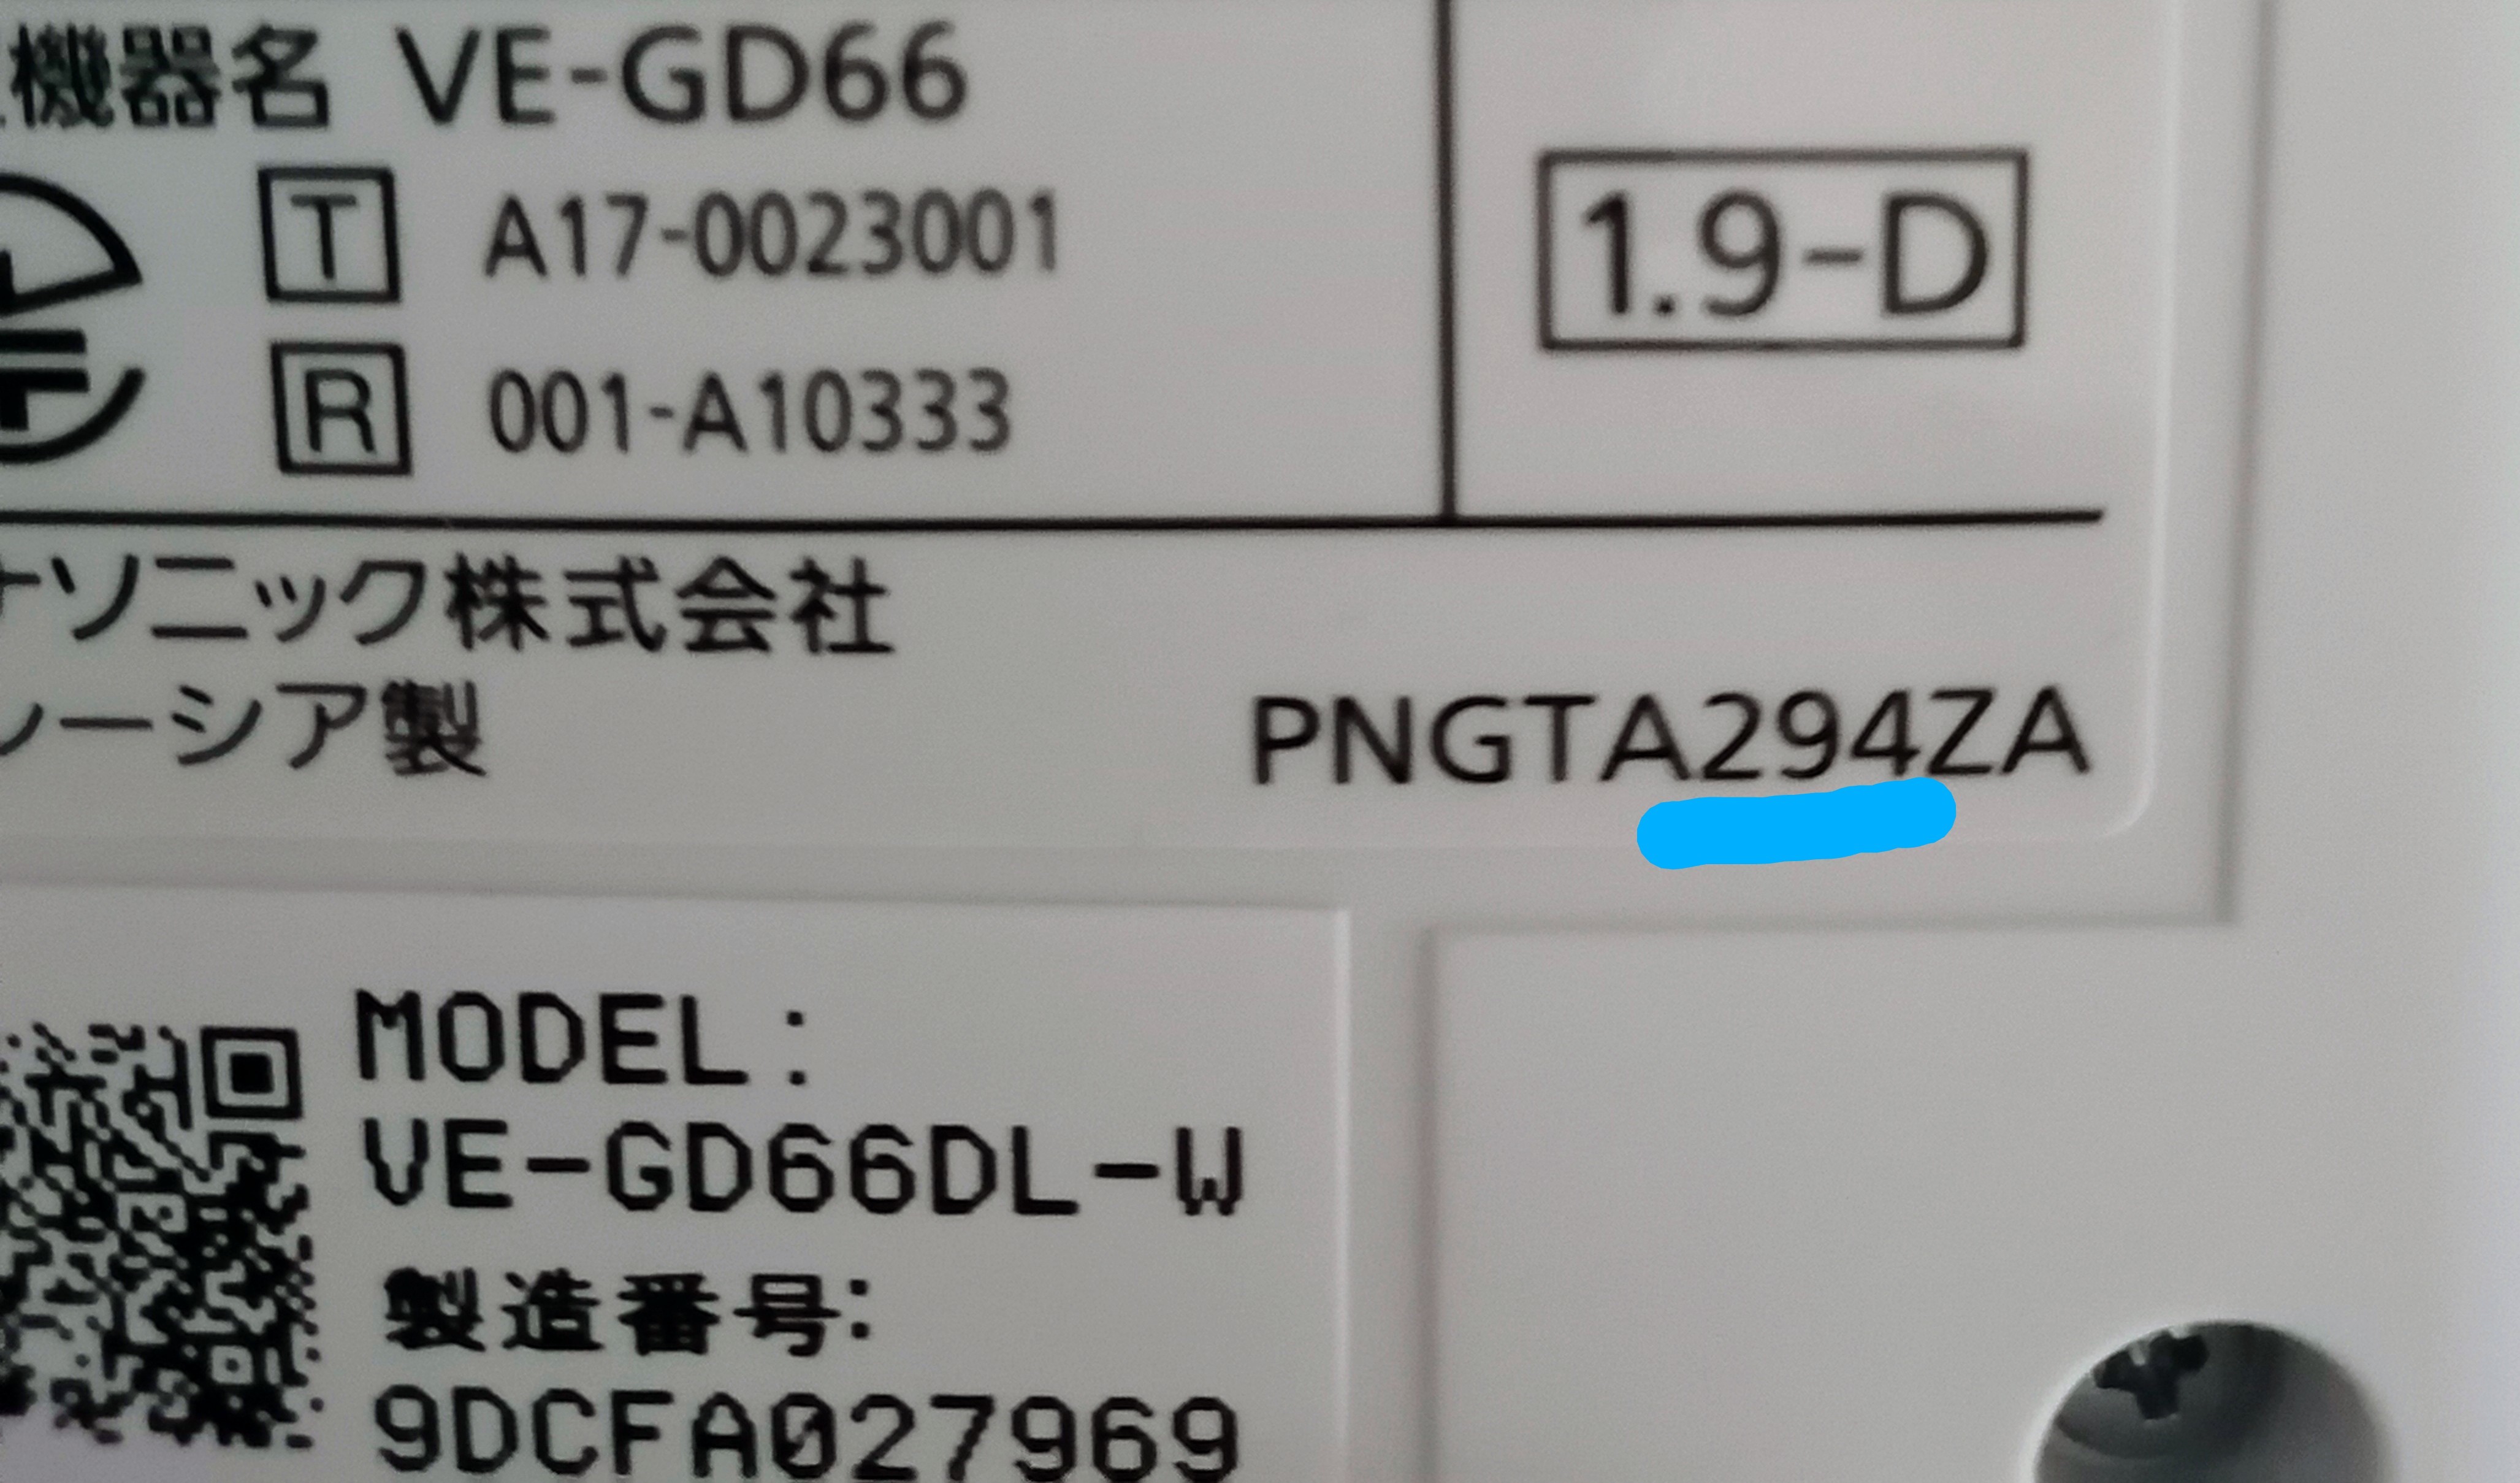 機器名 VE-GD66
T A17-0023001
R 001-A10333
1.9-D
ナソニック株式会社
レーシア製
PNGTA294ZA
MODEL:
VE-GD66DL-W
製造番号:
9DCFA027969